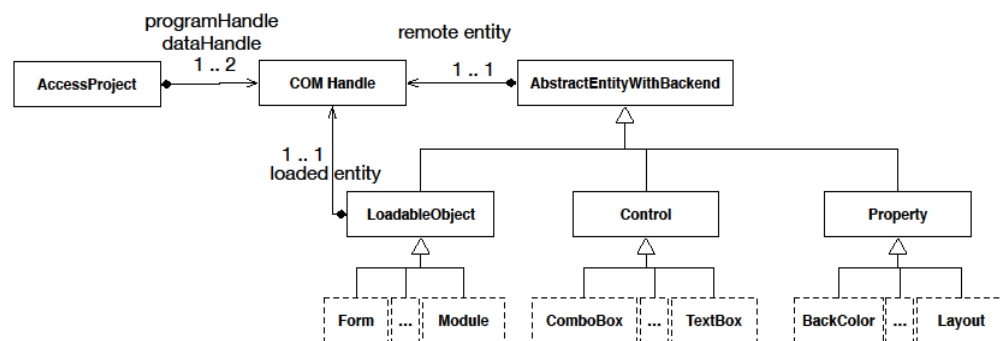 programHandle
dataHandle
1 .. 2
remote entity
1 .. 1
AccessProject
COM Handle
AbstractEntityWithBackend
1 .. 1
loaded entity
LoadableObject
Control
Property
Form
...
Module
ComboBox
...
TextBox
BackColor
...
Layout